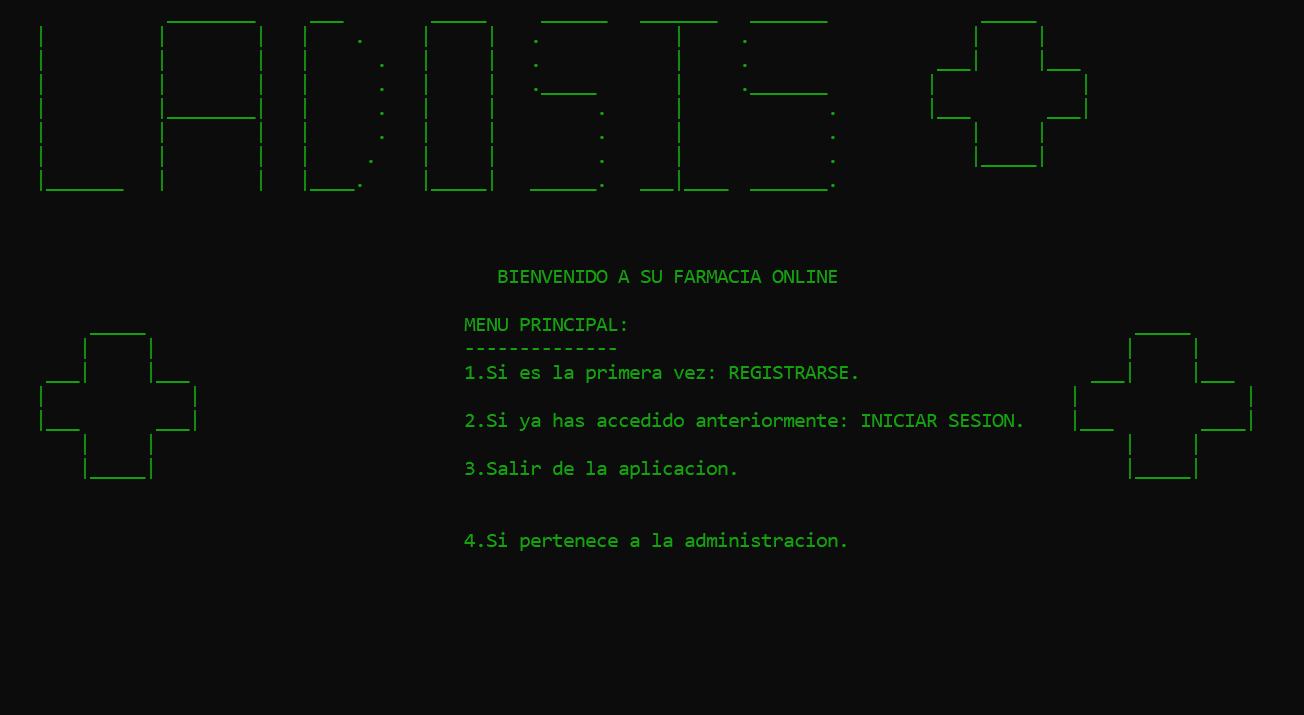 LADOSIS
BIENVENIDO A SU FARMACIA ONLINE
MENU PRINCIPAL:
--------------
1.Si es la primera vez: REGISTRARSE.
2.Si ya has accedido anteriormente: INICIAR SESION.
3.Salir de la aplicacion.
4.Si pertenece a la administracion.